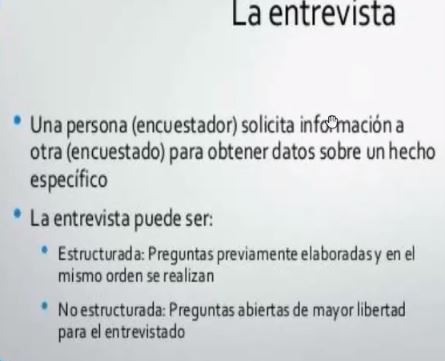 La entrevista
• Una persona (encuestador) solicita información a
otra (encuestado) para obtener datos sobre un hecho
específico
• La entrevista puede ser:
• Estructurada: Preguntas previamente elaboradas y en el
mismo orden se realizan
• No estructurada: Preguntas abiertas de mayor libertad
para el entrevistado